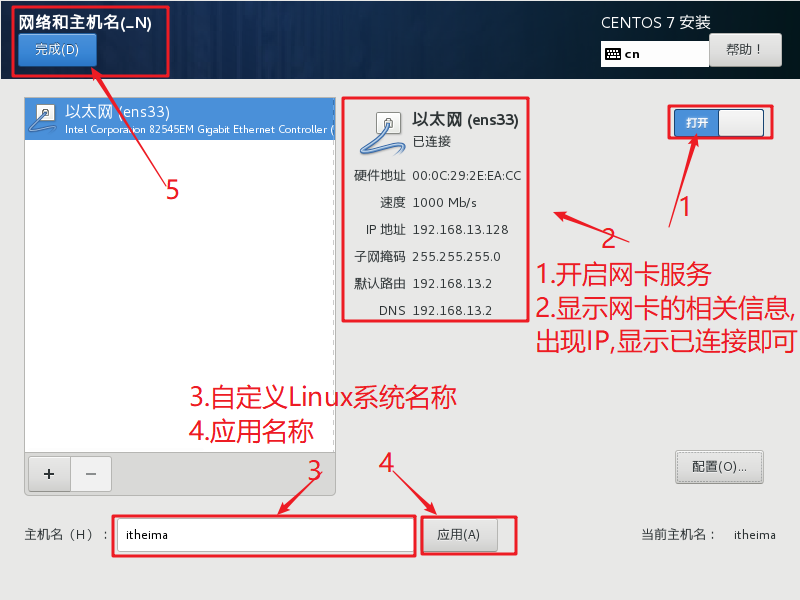 网络和主机名(_N)
CENTOS 7 安装
完成(D)
cn
帮助！
以太网 (ens33)
Intel Corporation 82545EM Gigabit Ethernet Controller (
以太网 (ens33)
已连接
打开
硬件地址 00:0C:29:2E:EA:CC
速度 1000 Mb/s
IP 地址 192.168.13.128
子网掩码 255.255.255.0
默认路由 192.168.13.2
DNS 192.168.13.2
5
1
2
1.开启网卡服务
2.显示网卡的相关信息,
出现IP,显示已连接即可
3.自定义Linux系统名称
4.应用名称
3
4
+
−
配置(O)...
主机名（H）：
itheima
应用(A)
当前主机名：
itheima